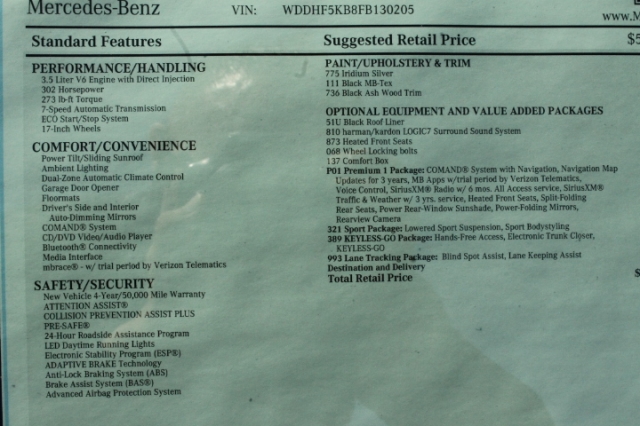 Mercedes-Benz VIN: WDDHF5KB8FB130205
www.M
Standard Features
Suggested Retail Price
PERFORMANCE/HANDLING
3.5 Liter V6 Engine with Direct Injection
302 Horsepower
273 lb-ft Torque
7-Speed Automatic Transmission
ECO Start/Stop System
17-Inch Wheels
COMFORT/CONVENIENCE
Power Tilt/Sliding Sunroof
Ambient Lighting
Dual-Zone Automatic Climate Control
Garage Door Opener
Floormats
Driver's Side and Interior
Auto-Dimming Mirrors
COMAND® System
CD/DVD Video/Audio Player
Bluetooth® Connectivity
Media Interface
mbrace® - w/ trial period by Verizon Telematics
SAFETY/SECURITY
New Vehicle 4-Year/50,000 Mile Warranty
ATTENTION ASSIST®
COLLISION PREVENTION ASSIST PLUS
PRE-SAFE®
24-Hour Roadside Assistance Program
LED Daytime Running Lights
Electronic Stability Program (ESP®)
ADAPTIVE BRAKE Technology
Anti-Lock Braking System (ABS)
Brake Assist System (BAS®)
Advanced Airbag Protection System
PAINT/UPHOLSTERY & TRIM
775 Iridium Silver
111 Black MB-Tex
736 Black Ash Wood Trim
OPTIONAL EQUIPMENT AND VALUE ADDED PACKAGES
51U Black Roof Liner
810 harman/kardon LOGIC7 Surround Sound System
873 Heated Front Seats
068 Wheel Locking bolts
137 Comfort Box
P01 Premium 1 Package: COMAND® System with Navigation, Navigation Map
Updates for 3 years, MB Apps w/trial period by Verizon Telematics,
Voice Control, SiriusXM® Radio w/ 6 mos. All Access service, SiriusXM®
Traffic & Weather w/ 3 yrs. service, Heated Front Seats, Split-Folding
Rear Seats, Power Rear-Window Sunshade, Power-Folding Mirrors,
Rearview Camera
321 Sport Package: Lowered Sport Suspension, Sport Bodystyling
389 KEYLESS-GO Package: Hands-Free Access, Electronic Trunk Closer,
KEYLESS-GO
993 Lane Tracking Package: Blind Spot Assist, Lane Keeping Assist
Destination and Delivery
Total Retail Price